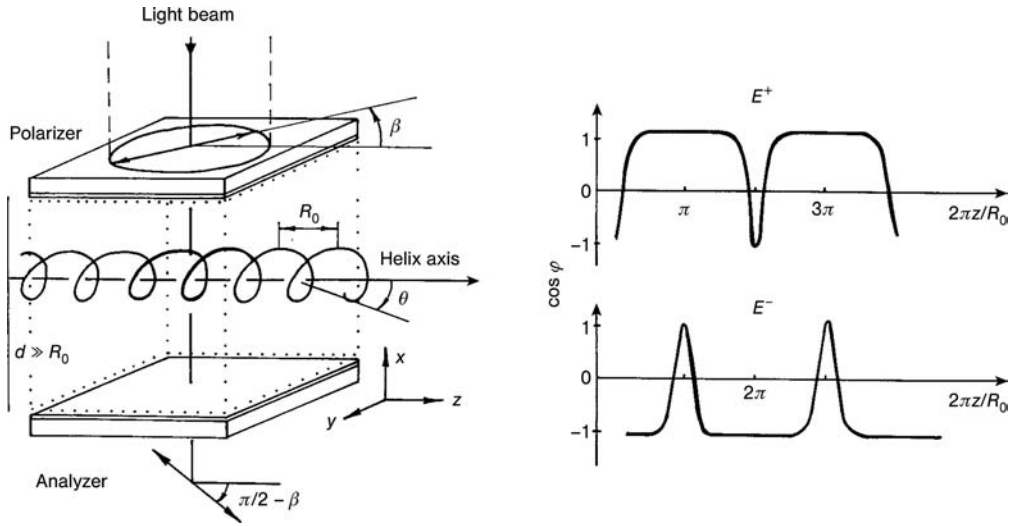 Light beam
Polarizer
β
R₀
Helix axis
θ
d ≫ R₀
x
z
y
Analyzer
π/2 – β
E⁺
1
0
–1
π
3π
2πz/R₀
cos φ
E⁻
1
0
–1
2π
2πz/R₀